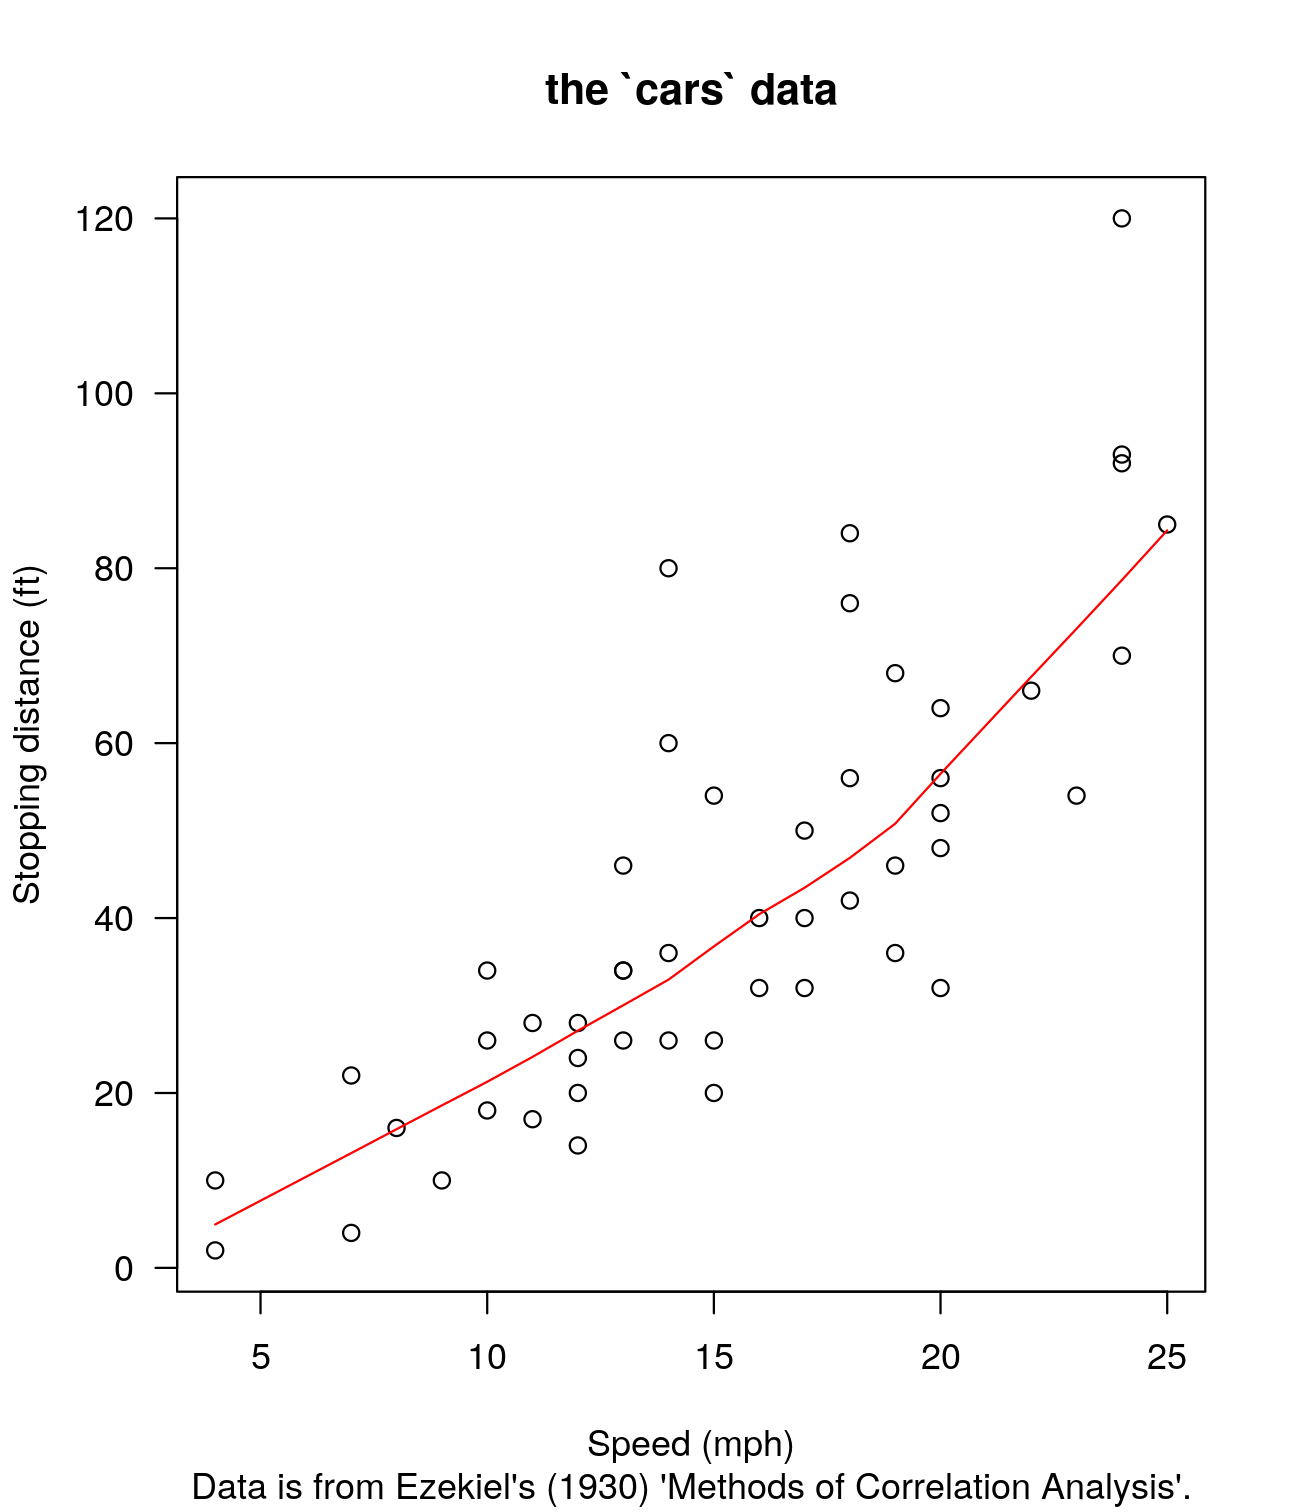 the `cars` data
120
100
80
60
40
20
0
Stopping distance (ft)
5 10 15 20 25
Speed (mph)
Data is from Ezekiel's (1930) 'Methods of Correlation Analysis'.